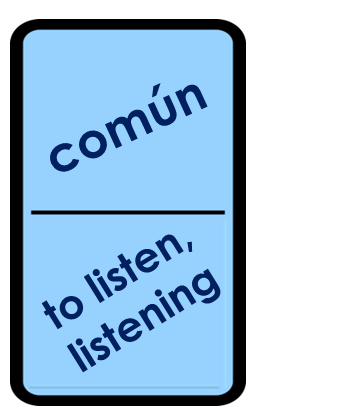 común
to listen,
listening